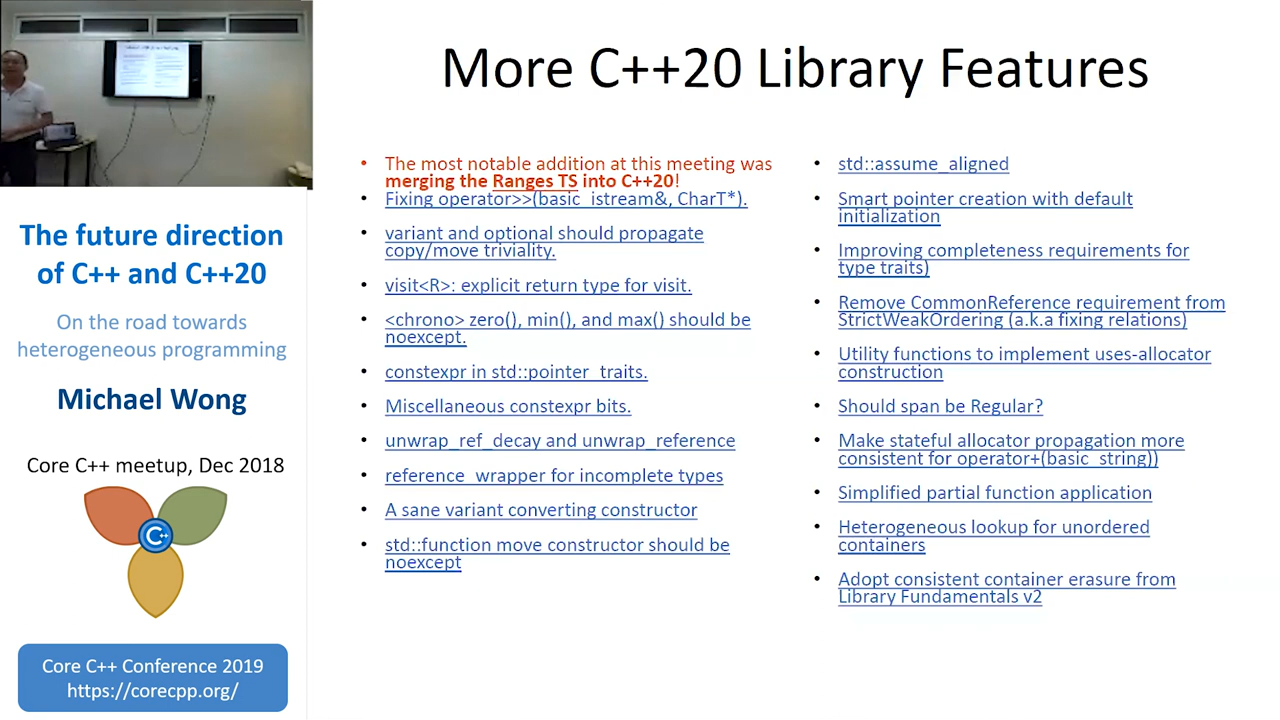 More C++20 Library Features
The future direction
of C++ and C++20
On the road towards
heterogeneous programming
Michael Wong
Core C++ meetup, Dec 2018
C++
Core C++ Conference 2019
https://corecpp.org/
• The most notable addition at this meeting was
merging the Ranges TS into C++20!
Fixing operator>>(basic_istream&, CharT*).
• variant and optional should propagate
copy/move triviality.
• visit<R>: explicit return type for visit.
• <chrono> zero(), min(), and max() should be
noexcept.
• constexpr in std::pointer_traits.
• Miscellaneous constexpr bits.
• unwrap_ref_decay and unwrap_reference
• reference_wrapper for incomplete types
• A sane variant converting constructor
• std::function move constructor should be
noexcept
• std::assume_aligned
• Smart pointer creation with default
initialization
• Improving completeness requirements for
type traits)
• Remove CommonReference requirement from
StrictWeakOrdering (a.k.a fixing relations)
• Utility functions to implement uses-allocator
construction
• Should span be Regular?
• Make stateful allocator propagation more
consistent for operator+(basic_string))
• Simplified partial function application
• Heterogeneous lookup for unordered
containers
• Adopt consistent container erasure from
Library Fundamentals v2